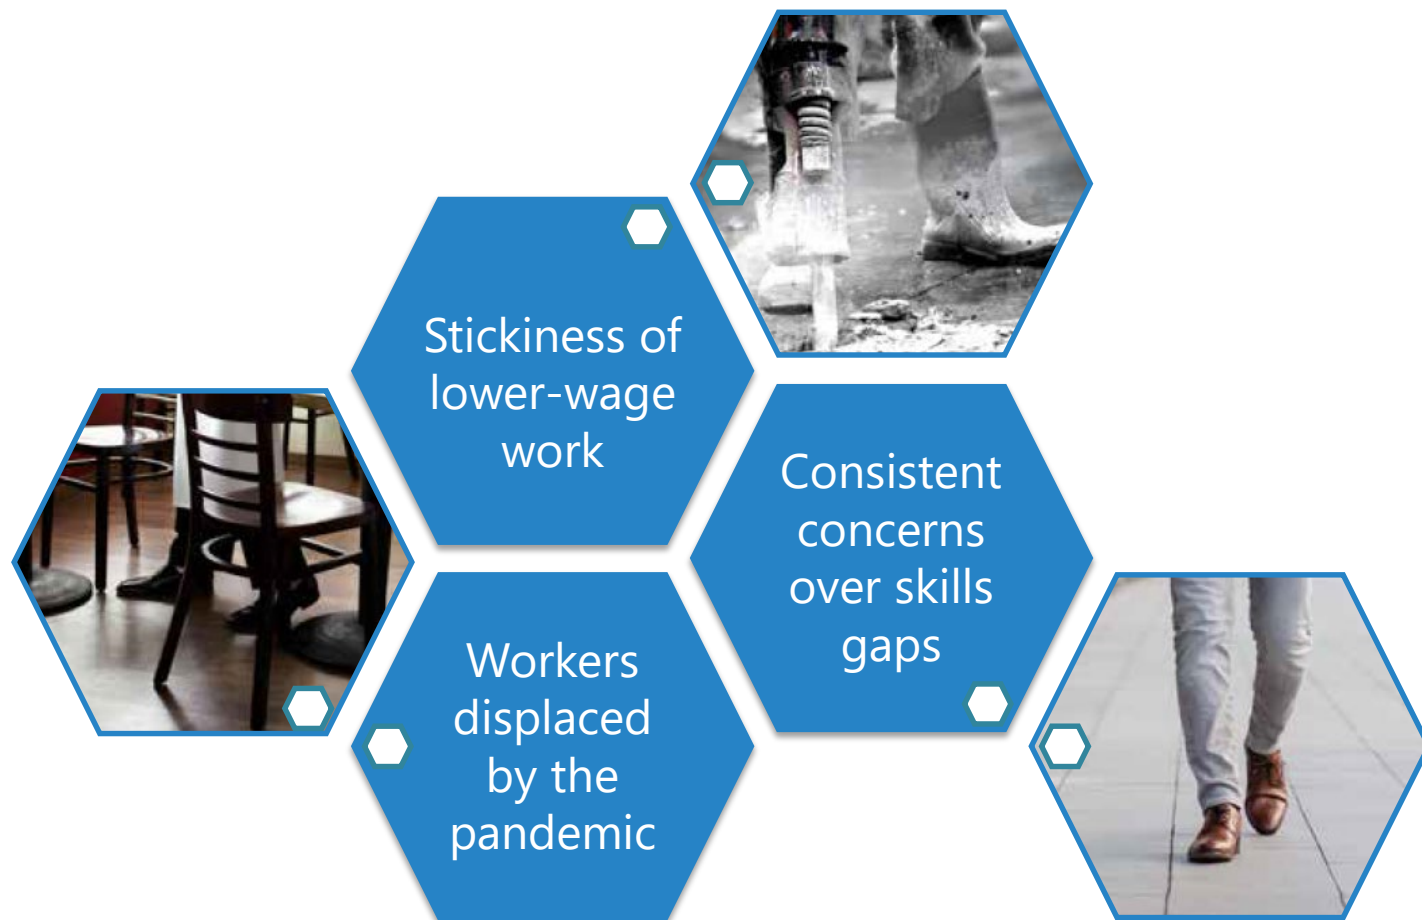 Stickiness of
lower-wage
work
Consistent
concerns
over skills
gaps
Workers
displaced
by the
pandemic